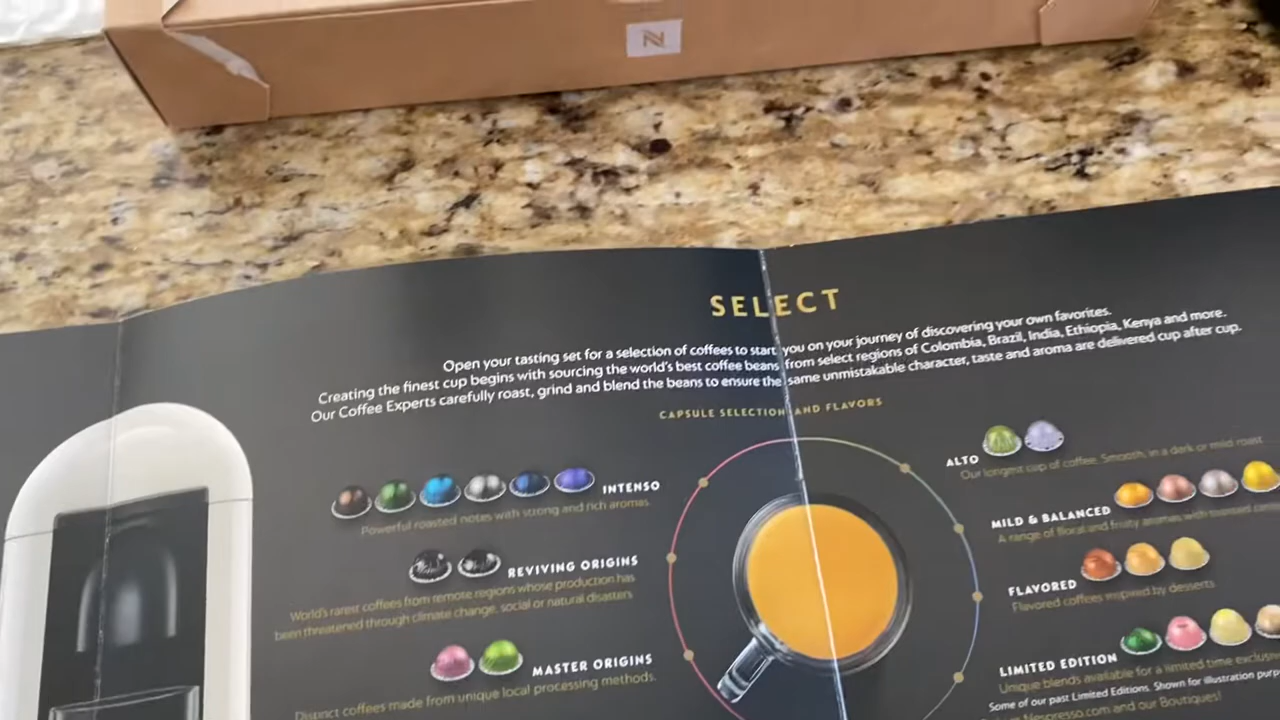 N
SELECT
Open your tasting set for a selection of coffees to start you on your journey of discovering your own favorites.
Creating the finest cup begins with sourcing the world's best coffee beans from select regions of Colombia, Brazil, India, Ethiopia, Kenya and more.
Our Coffee Experts carefully roast, grind and blend the beans to ensure the same unmistakable character, taste and aroma are delivered cup after cup.
CAPSULE SELECTION AND FLAVORS
INTENSO
Powerful roasted notes with strong and rich aromas
REVIVING ORIGINS
World's rarest coffees from remote regions whose production has
been threatened through climate change, social or natural disasters
MASTER ORIGINS
Distinct coffees made from unique local processing methods.
ALTO
Our longest cup of coffee. Smooth, in a dark or mild roast
MILD & BALANCED
A range of floral and fruity aromas with toasted
FLAVORED
Flavored coffees inspired by desserts
LIMITED EDITION
Unique blends available for a limited time
Some of our past Limited Editions. Shown for illustration
Nespresso.com and our Boutiques!